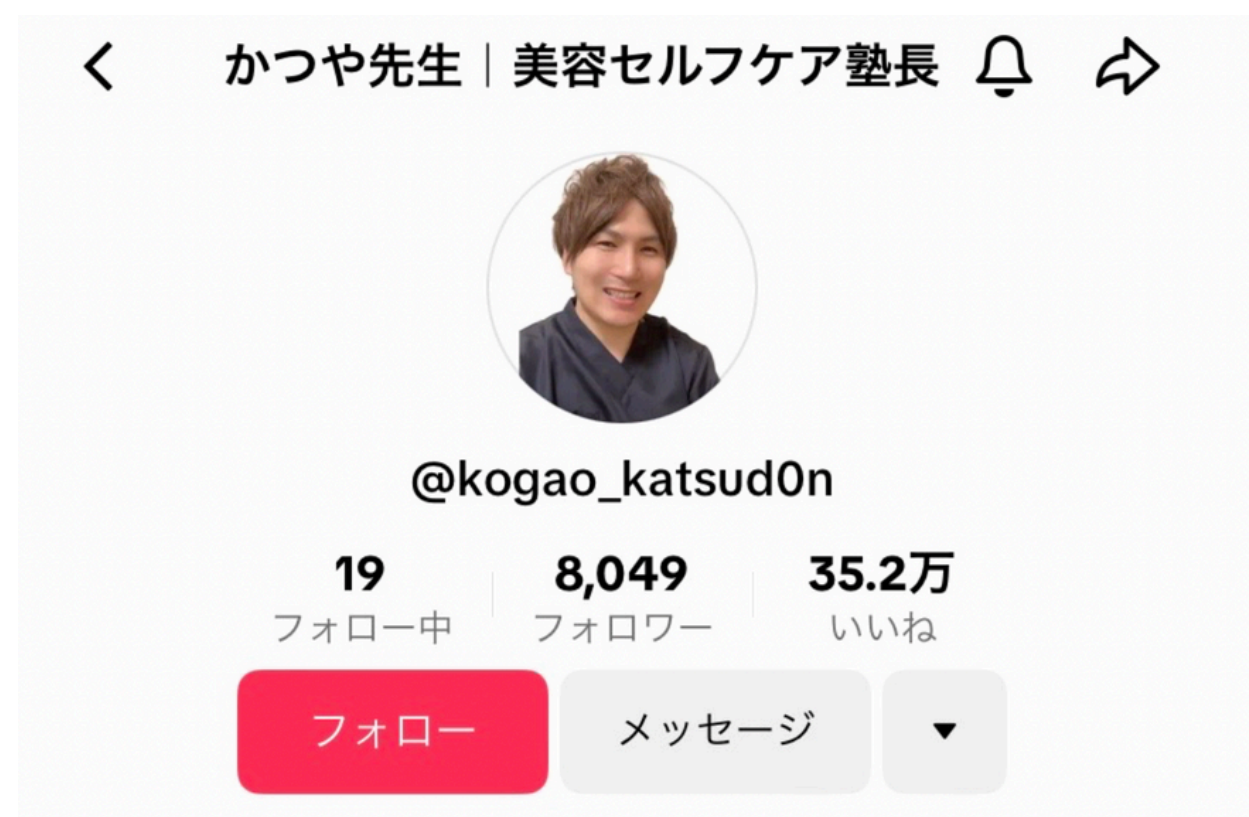 かつや先生｜美容セルフケア塾長
@kogao_katsud0n
19 8,049 35.2万
フォロー中 フォロワー いいね
フォロー メッセージ